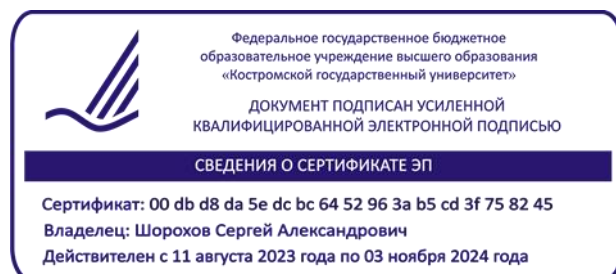 Федеральное государственное бюджетное
образовательное учреждение высшего образования
«Костромской государственный университет»
ДОКУМЕНТ ПОДПИСАН УСИЛЕННОЙ
КВАЛИФИЦИРОВАННОЙ ЭЛЕКТРОННОЙ ПОДПИСЬЮ
СВЕДЕНИЯ О СЕРТИФИКАТЕ ЭП
Сертификат: 00 db d8 da 5e dc bc 64 52 96 3a b5 cd 3f 75 82 45
Владелец: Шорохов Сергей Александрович
Действителен с 11 августа 2023 года по 03 ноября 2024 года